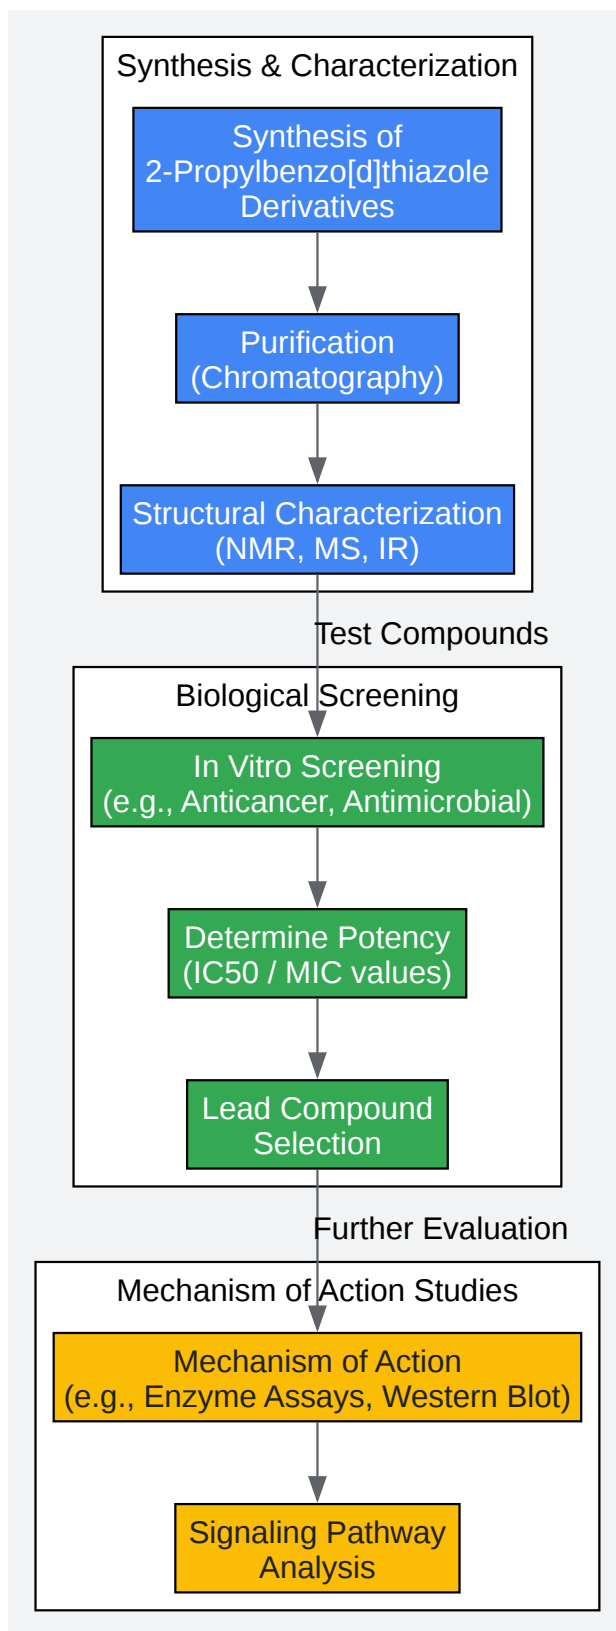 Synthesis & Characterization
Synthesis of
2-Propylbenzo[d]thiazole
Derivatives
Purification
(Chromatography)
Structural Characterization
(NMR, MS, IR)
Test Compounds
Biological Screening
In Vitro Screening
(e.g., Anticancer, Antimicrobial)
Determine Potency
(IC50 / MIC values)
Lead Compound
Selection
Further Evaluation
Mechanism of Action Studies
Mechanism of Action
(e.g., Enzyme Assays, Western Blot)
Signaling Pathway
Analysis